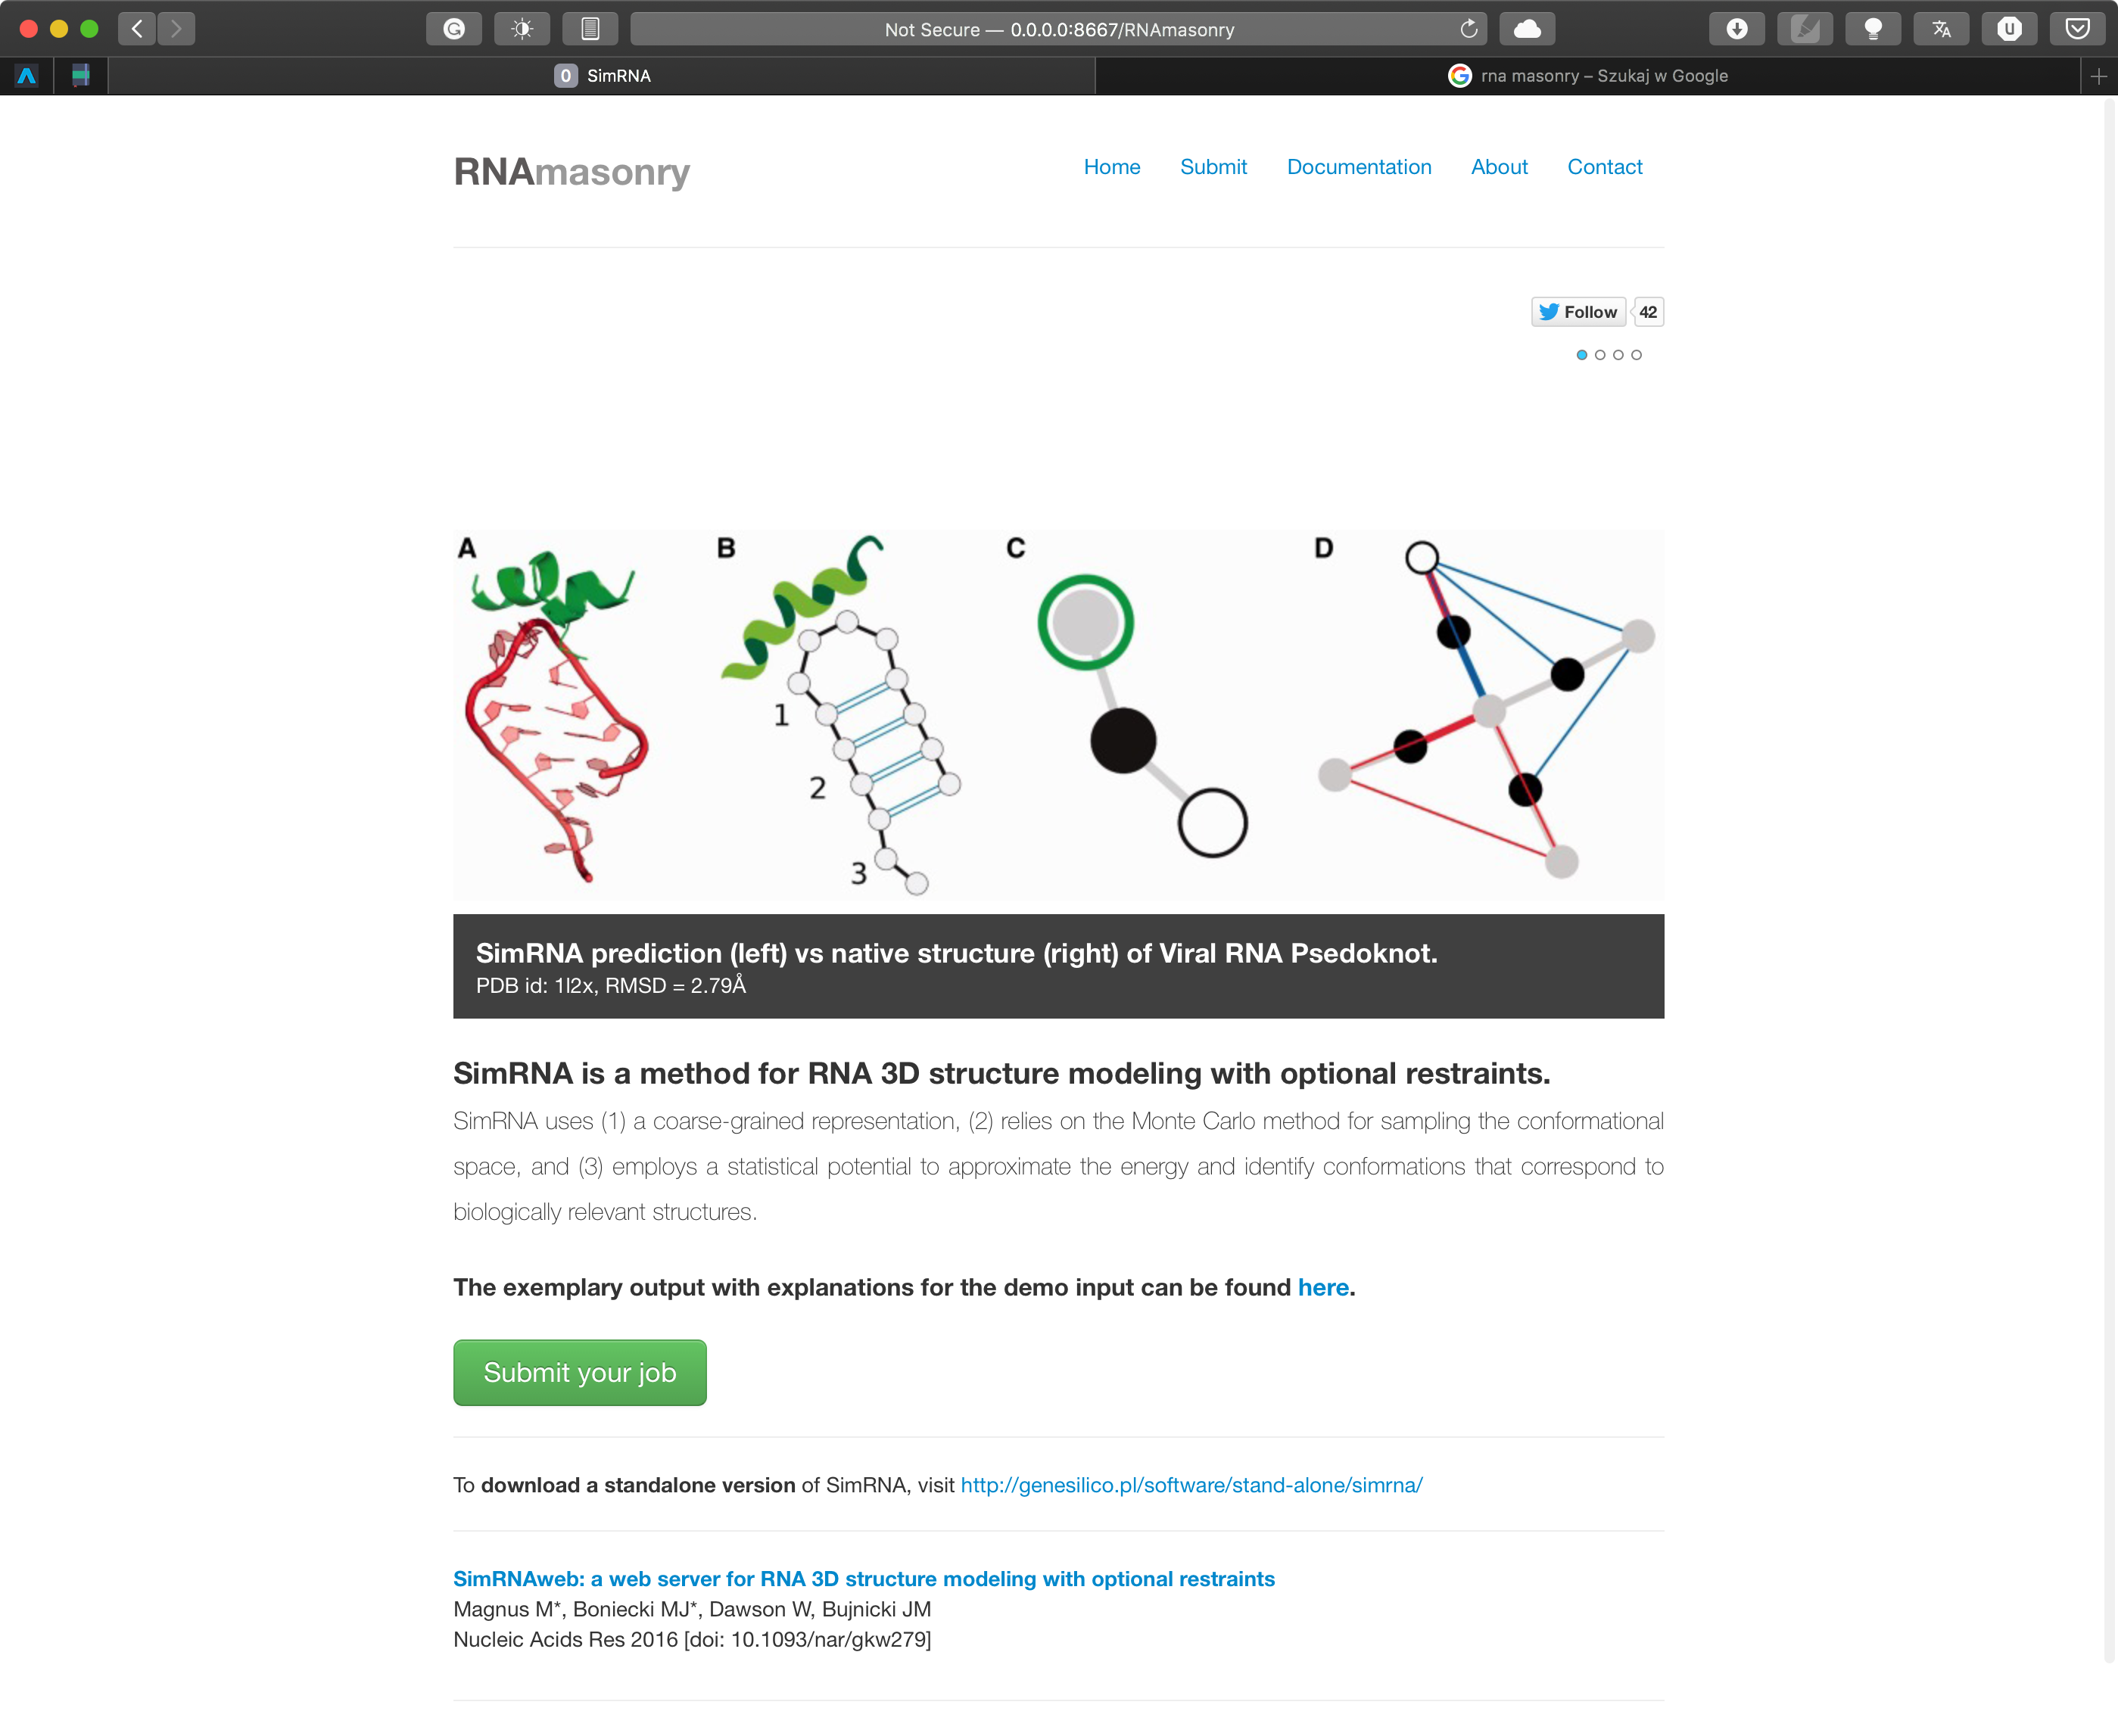 Not Secure — 0.0.0.0:8667/RNAmasonry
0 SimRNA
rna masonry – Szukaj w Google
RNAmasonry
Home Submit Documentation About Contact
Follow 42
A B C D
1
2
3
SimRNA prediction (left) vs native structure (right) of Viral RNA Psedoknot.
PDB id: 1l2x, RMSD = 2.79Å
SimRNA is a method for RNA 3D structure modeling with optional restraints.
SimRNA uses (1) a coarse-grained representation, (2) relies on the Monte Carlo method for sampling the conformational
space, and (3) employs a statistical potential to approximate the energy and identify conformations that correspond to
biologically relevant structures.
The exemplary output with explanations for the demo input can be found here.
Submit your job
To download a standalone version of SimRNA, visit http://genesilico.pl/software/stand-alone/simrna/
SimRNAweb: a web server for RNA 3D structure modeling with optional restraints
Magnus M*, Boniecki MJ*, Dawson W, Bujnicki JM
Nucleic Acids Res 2016 [doi: 10.1093/nar/gkw279]